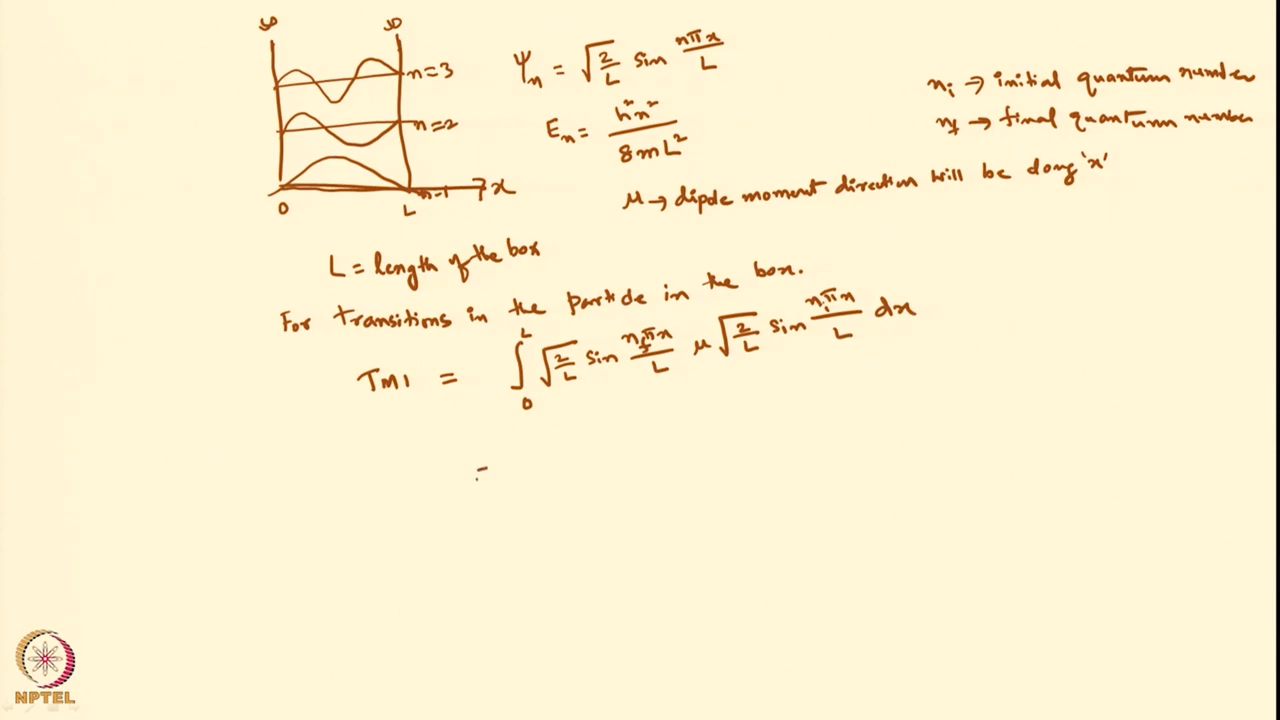 ∞ ∞
n=3
n=2
n=1
0 L x
Ψn = √(2/L) sin nπx/L
En = h²n²/8mL²
ni → initial quantum number
nf → final quantum number
μ → dipole moment direction will be along 'x'
L = length of the box
For transitions in the particle in the box.
TMI = ∫₀ᴸ √(2/L) sin nfπx/L μ √(2/L) sin niπx/L dx
=
NPTEL